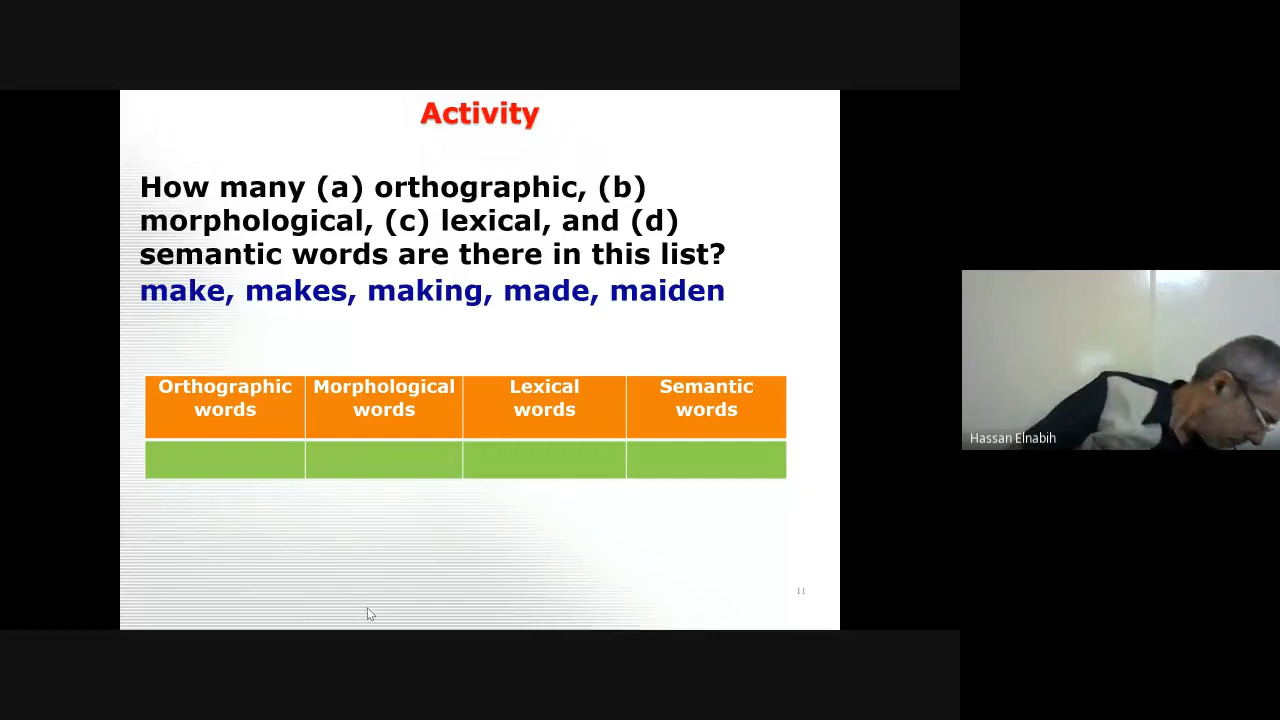 Activity
How many (a) orthographic, (b)
morphological, (c) lexical, and (d)
semantic words are there in this list?
make, makes, making, made, maiden
Orthographic words
Morphological words
Lexical words
Semantic words
11
Hassan Elnabih